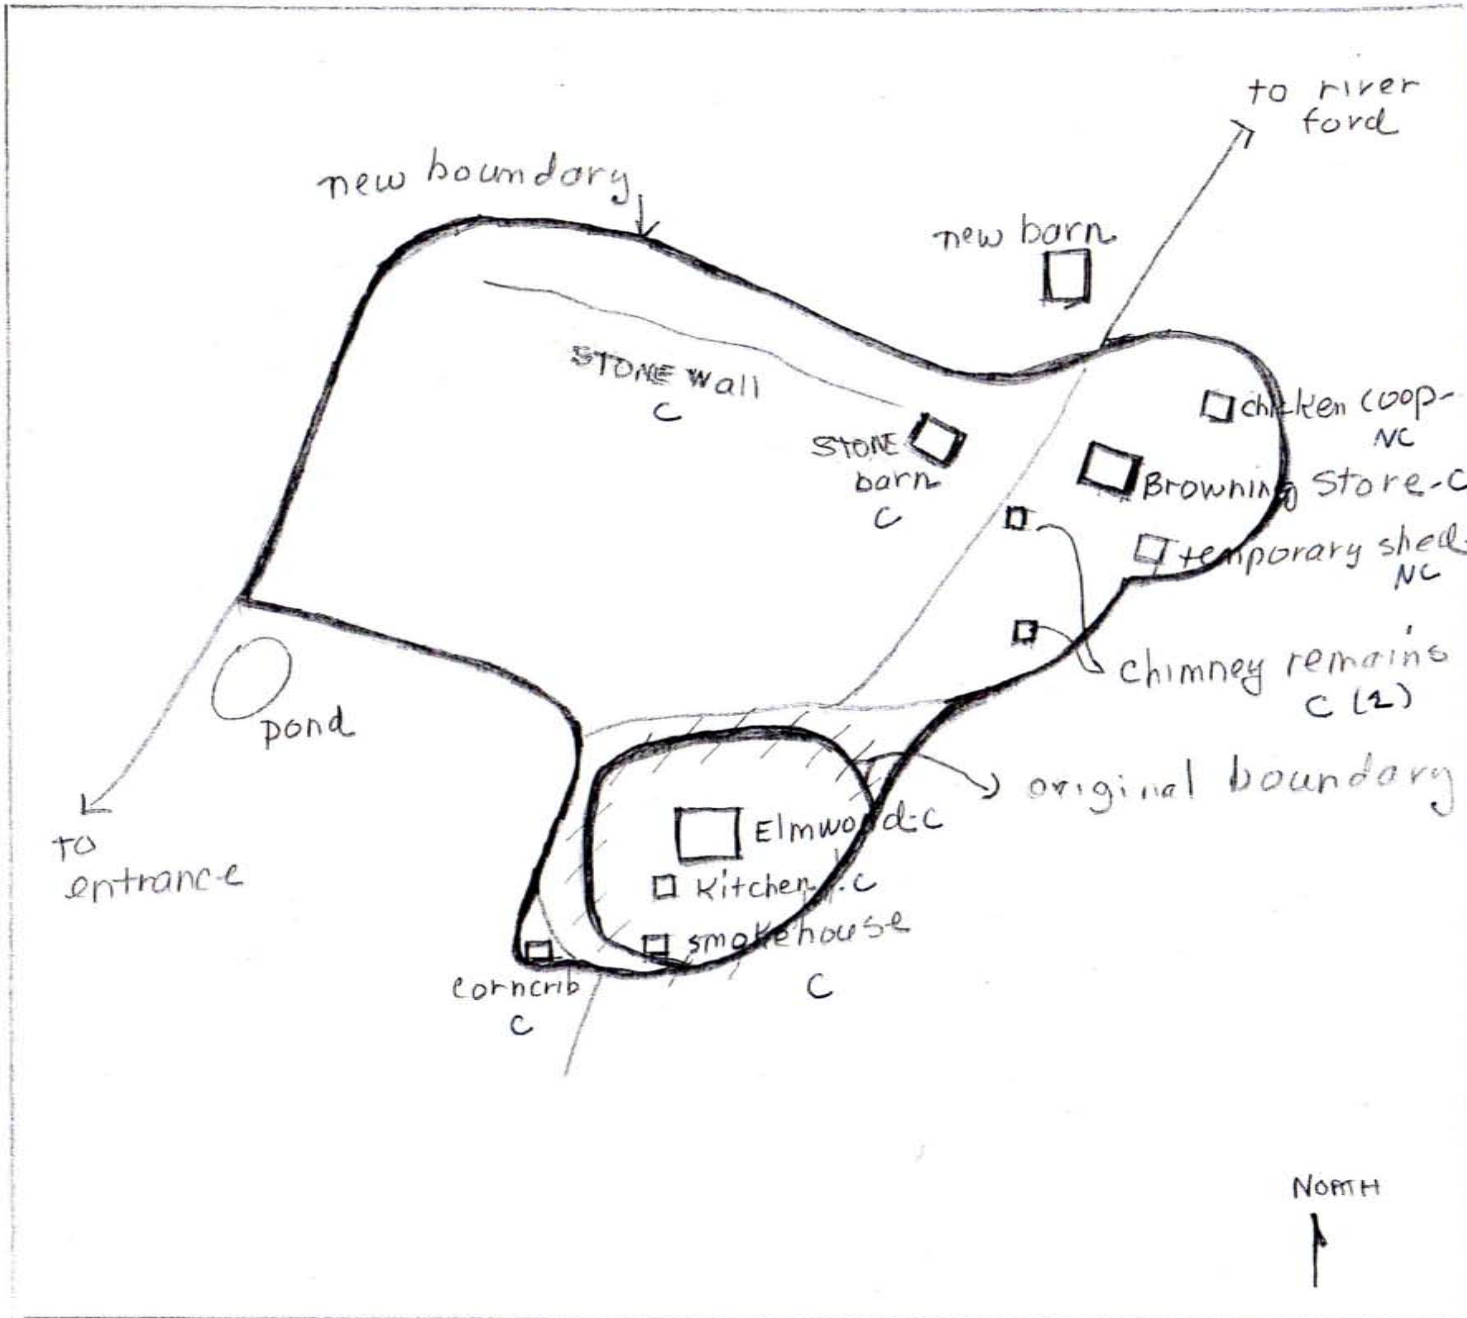 to river
ford
new boundary
new barn
STONE Wall
C
chicken coop-
NC
STONE
barn
C
Browning Store-C
temporary shed-
NC
chimney remains
C (2)
pond
original boundary
to
entrance
Elmwood-C
Kitchen-C
smokehouse
C
corncrib
C
NORTH